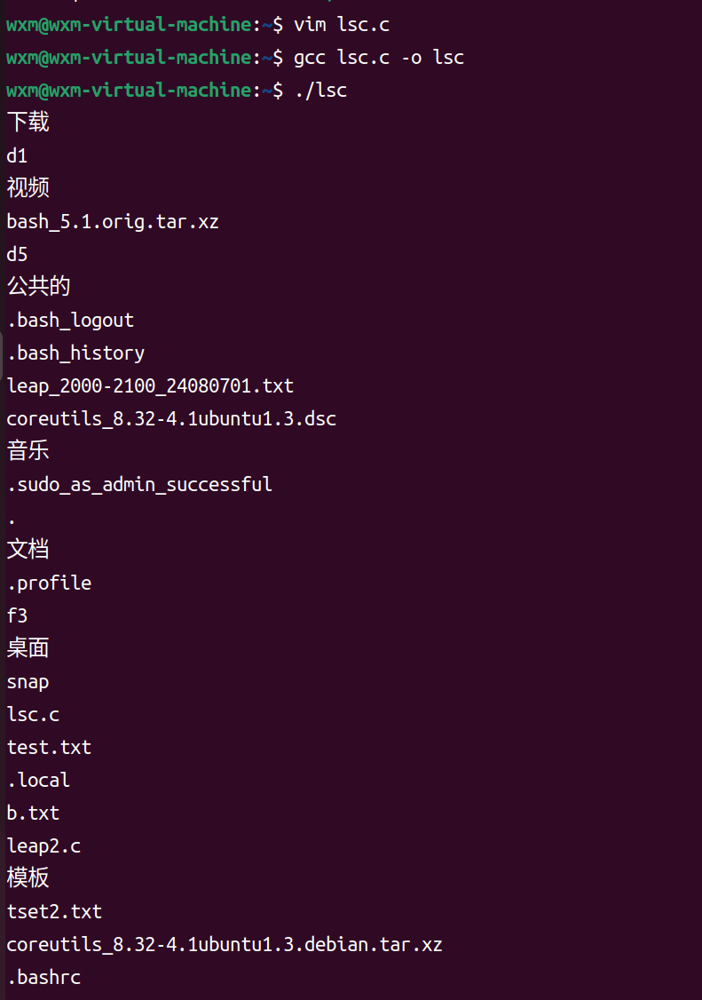 wxm@wxm-virtual-machine:~$ vim lsc.c
wxm@wxm-virtual-machine:~$ gcc lsc.c -o lsc
wxm@wxm-virtual-machine:~$ ./lsc
下载
d1
视频
bash_5.1.orig.tar.xz
d5
公共的
.bash_logout
.bash_history
leap_2000-2100_24080701.txt
coreutils_8.32-4.1ubuntu1.3.dsc
音乐
.sudo_as_admin_successful
.
文档
.profile
f3
桌面
snap
lsc.c
test.txt
.local
b.txt
leap2.c
模板
tset2.txt
coreutils_8.32-4.1ubuntu1.3.debian.tar.xz
.bashrc